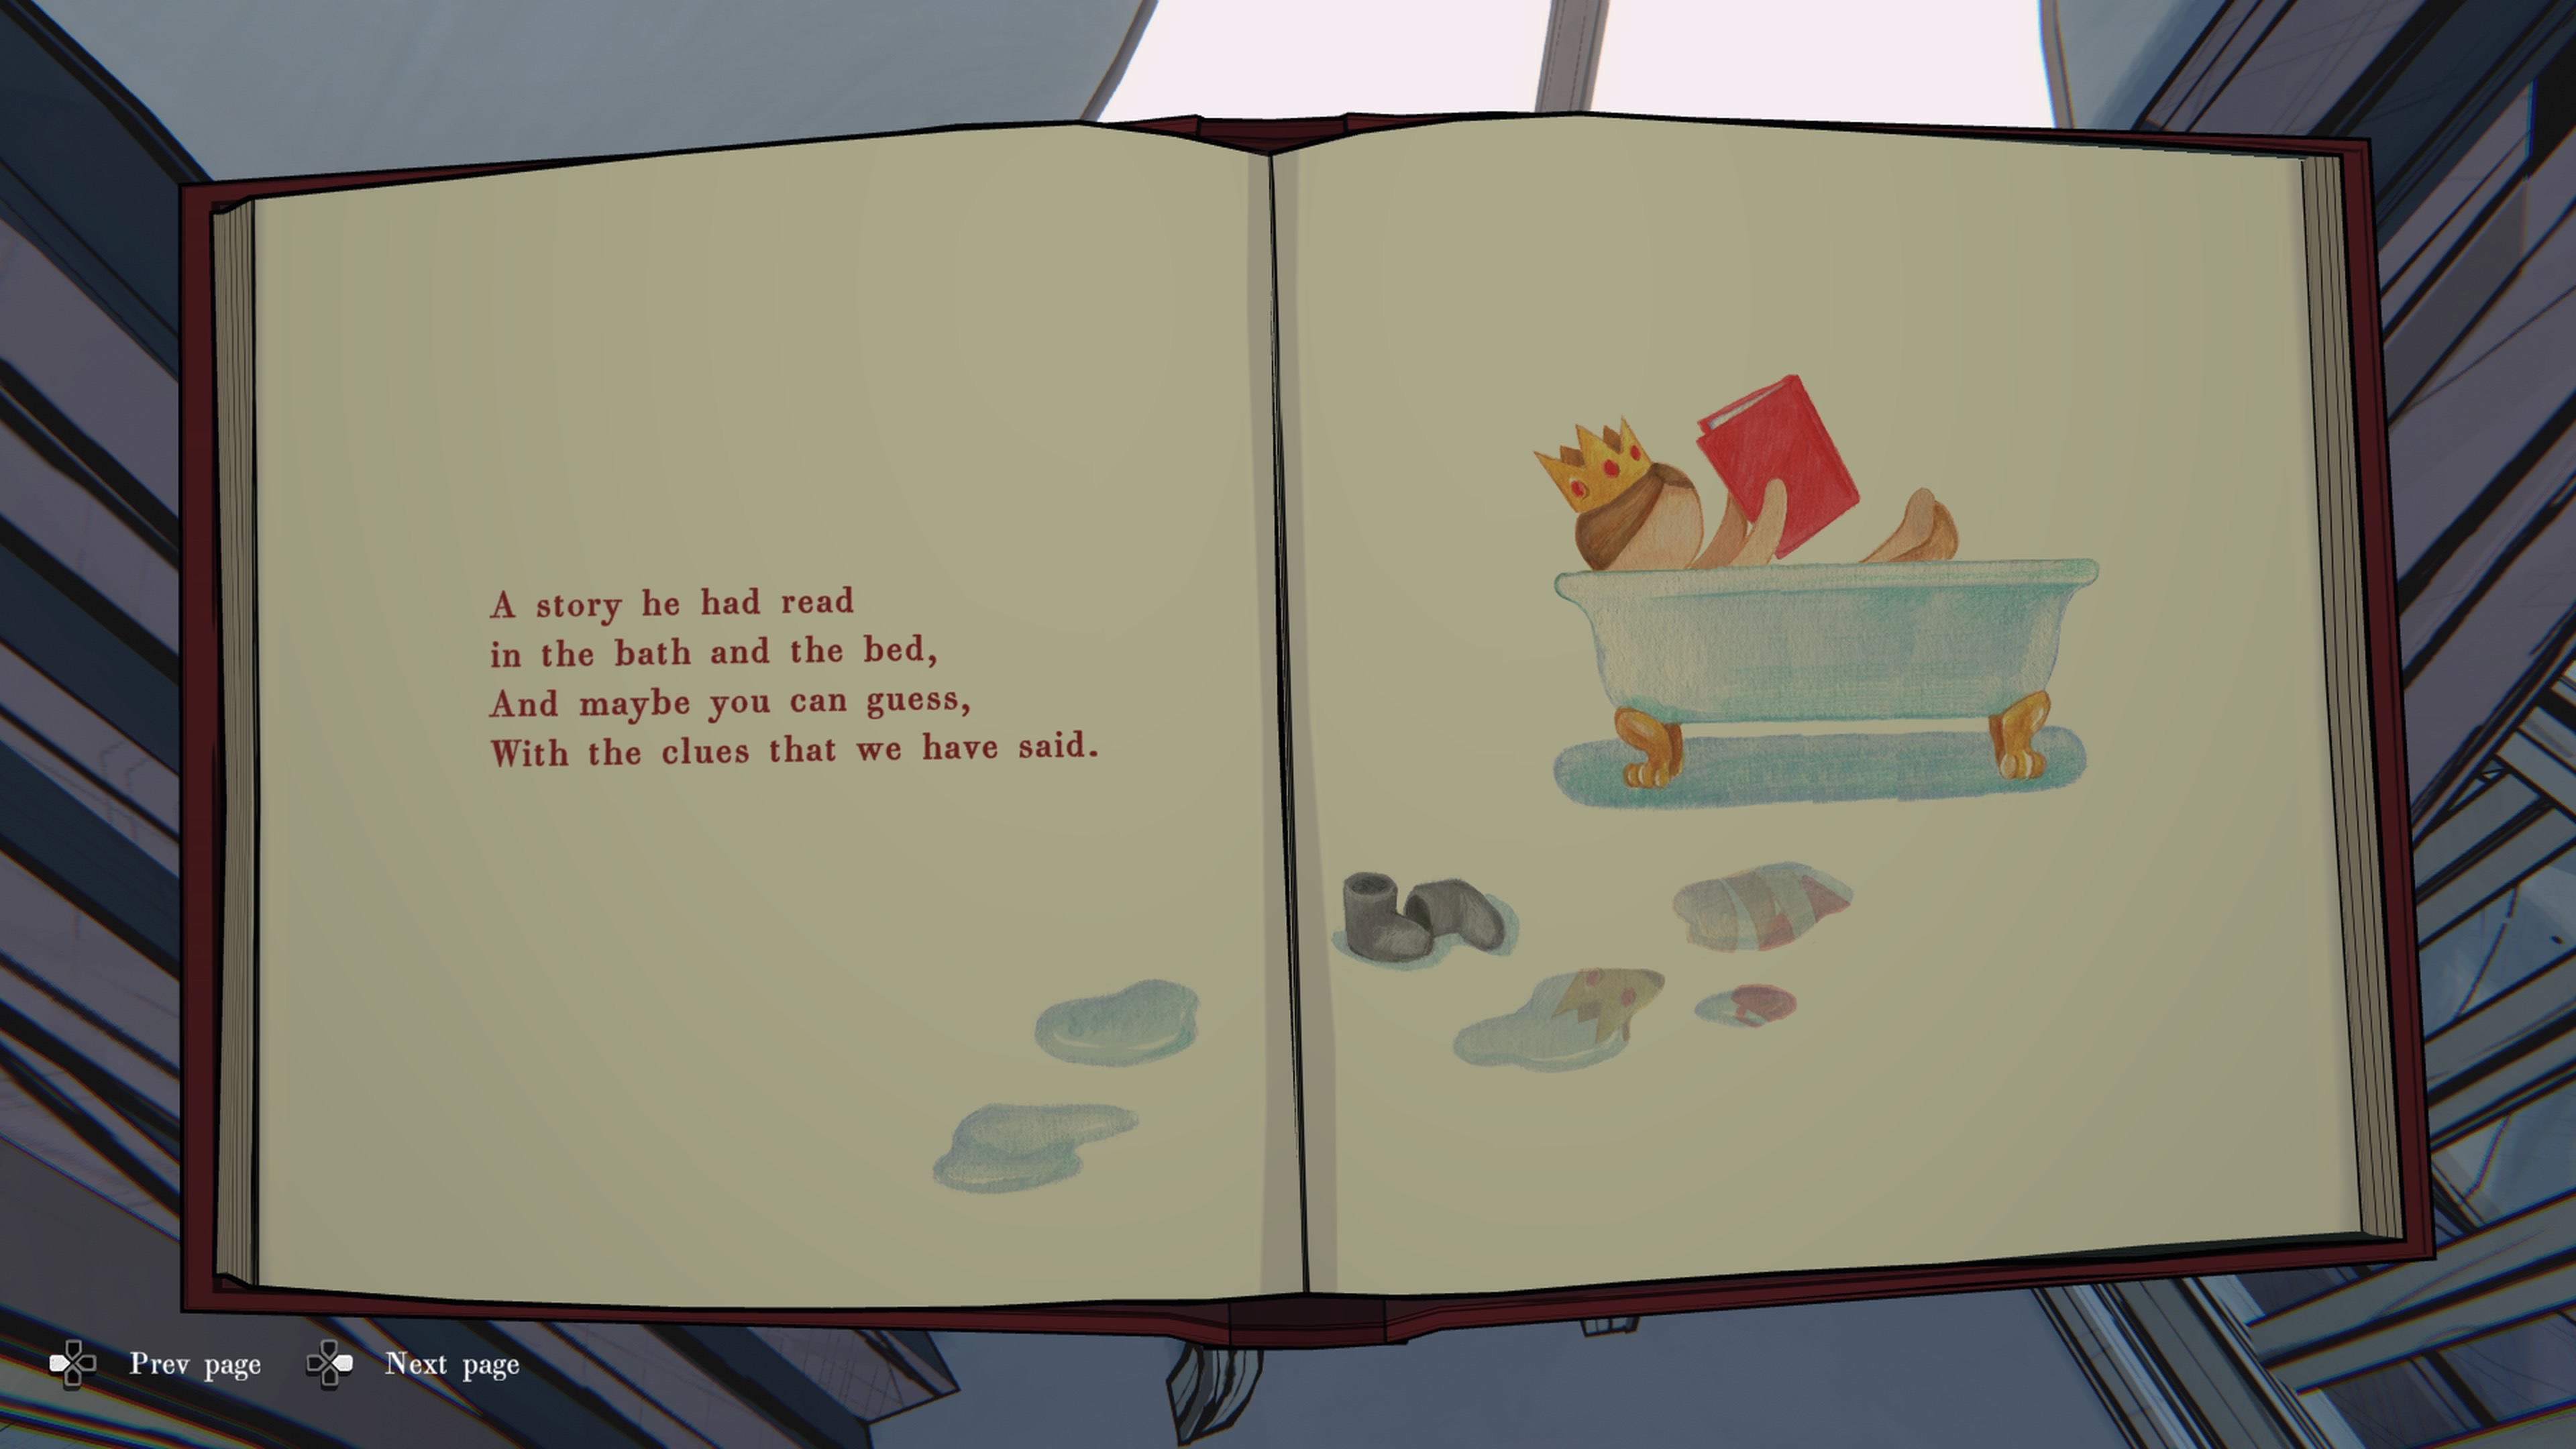 A story he had read
in the bath and the bed,
And maybe you can guess,
With the clues that we have said.
Prev page
Next page